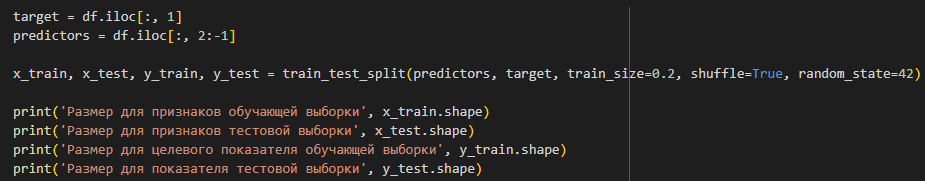 target = df.iloc[:, 1]
predictors = df.iloc[:, 2:-1]
x_train, x_test, y_train, y_test = train_test_split(predictors, target, train_size=0.2, shuffle=True, random_state=42)
print('Размер для признаков обучающей выборки', x_train.shape)
print('Размер для признаков тестовой выборки', x_test.shape)
print('Размер для целевого показателя обучающей выборки', y_train.shape)
print('Размер для показателя тестовой выборки', y_test.shape)